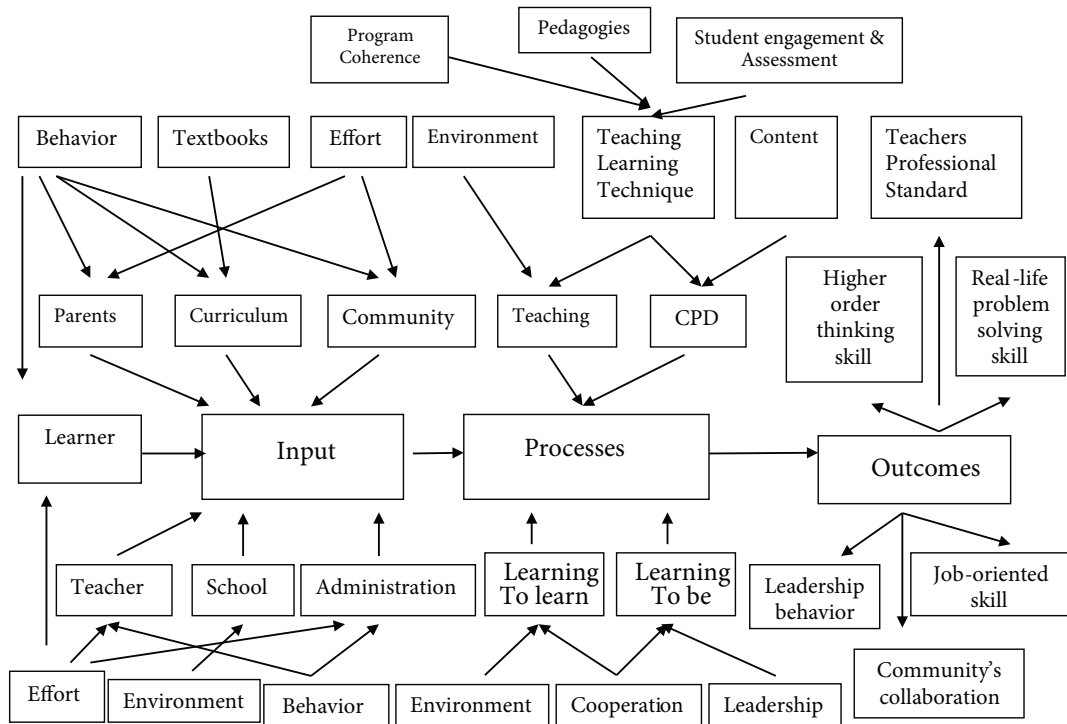 Program
Coherence
Pedagogies
Student engagement &
Assessment
Behavior
Textbooks
Effort
Environment
Teaching
Learning
Technique
Content
Teachers
Professional
Standard
Parents
Curriculum
Community
Teaching
CPD
Higher
order
thinking
skill
Real-life
problem
solving
skill
Learner
Input
Processes
Outcomes
Teacher
School
Administration
Learning
To learn
Learning
To be
Leadership
behavior
Job-oriented
skill
Effort
Environment
Behavior
Environment
Cooperation
Leadership
Community's
collaboration